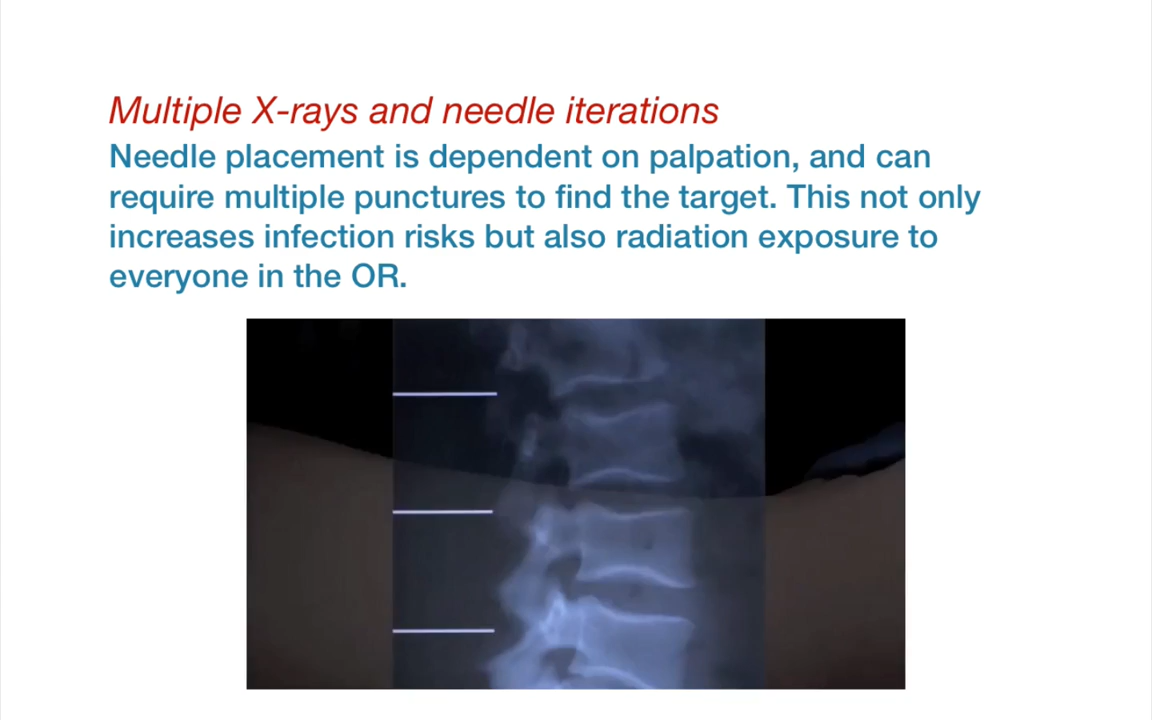 Multiple X-rays and needle iterations
Needle placement is dependent on palpation, and can
require multiple punctures to find the target. This not only
increases infection risks but also radiation exposure to
everyone in the OR.